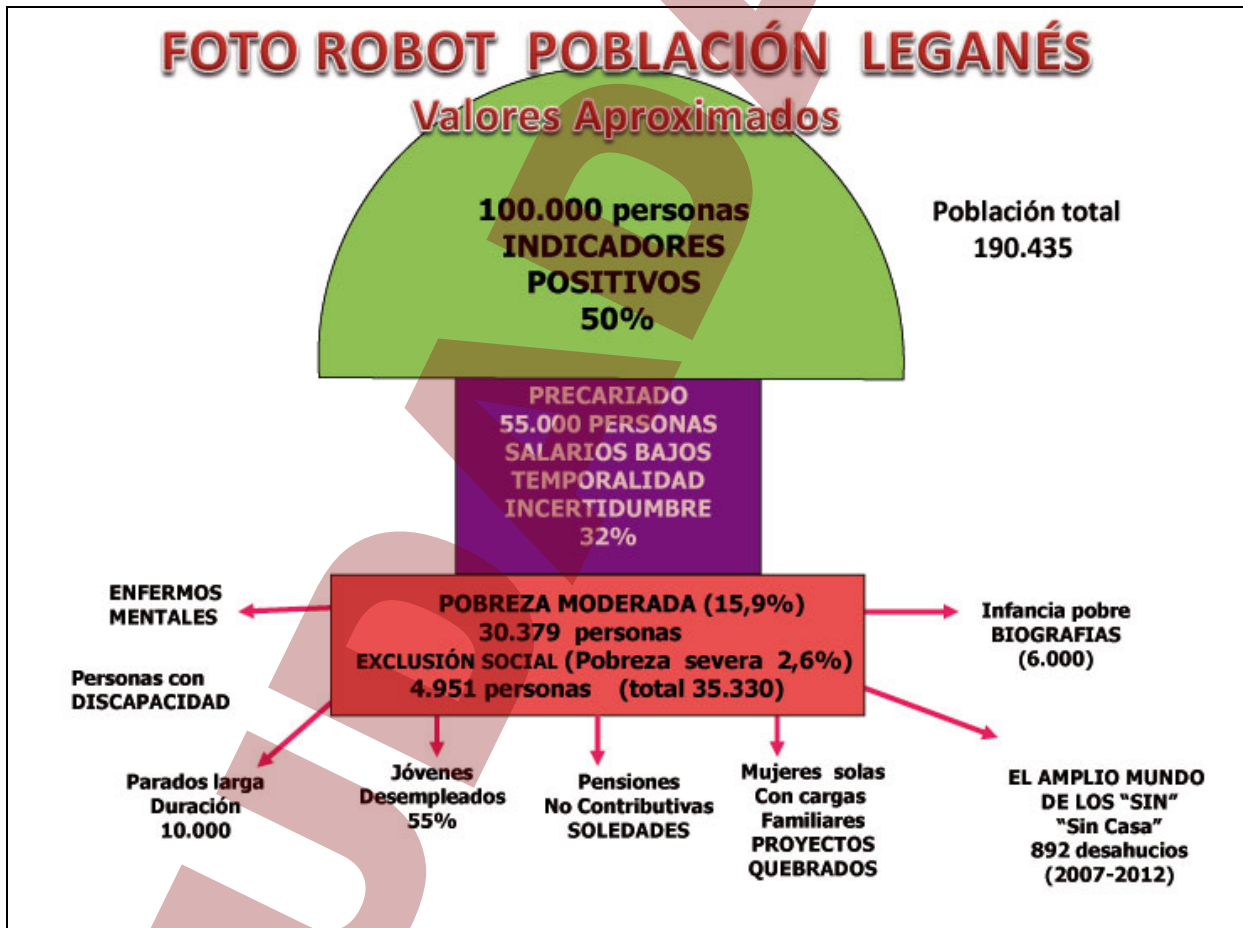 FOTO ROBOT POBLACIÓN LEGANÉS
Valores Aproximados
100.000 personas
INDICADORES
POSITIVOS
50%
Población total
190.435
PRECARIADO
55.000 PERSONAS
SALARIOS BAJOS
TEMPORALIDAD
INCERTIDUMBRE
32%
POBREZA MODERADA (15,9%)
30.379 personas
EXCLUSIÓN SOCIAL (Pobreza severa 2,6%)
4.951 personas (total 35.330)
ENFERMOS
MENTALES
Personas con
DISCAPACIDAD
Parados larga
Duración
10.000
Jóvenes
Desempleados
55%
Pensiones
No Contributivas
SOLEDADES
Mujeres solas
Con cargas
Familiares
PROYECTOS
QUEBRADOS
Infancia pobre
BIOGRAFIAS
(6.000)
EL AMPLIO MUNDO
DE LOS “SIN”
“Sin Casa”
892 desahucios
(2007-2012)